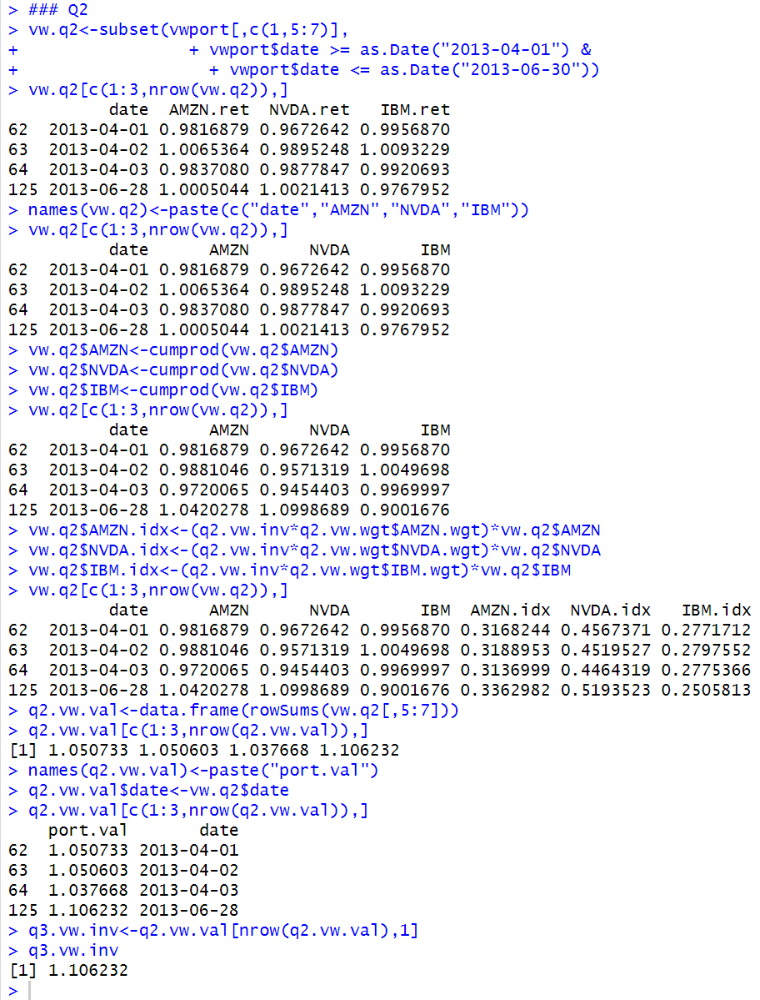 > ### Q2
> vw.q2<-subset(vwport[,c(1,5:7)],
+                 + vwport$date >= as.Date("2013-04-01") &
+                   + vwport$date <= as.Date("2013-06-30"))
> vw.q2[c(1:3,nrow(vw.q2)),]
          date  AMZN.ret  NVDA.ret   IBM.ret
62  2013-04-01 0.9816879 0.9672642 0.9956870
63  2013-04-02 1.0065364 0.9895248 1.0093229
64  2013-04-03 0.9837080 0.9877847 0.9920693
125 2013-06-28 1.0005044 1.0021413 0.9767952
> names(vw.q2)<-paste(c("date","AMZN","NVDA","IBM"))
> vw.q2[c(1:3,nrow(vw.q2)),]
          date      AMZN      NVDA       IBM
62  2013-04-01 0.9816879 0.9672642 0.9956870
63  2013-04-02 1.0065364 0.9895248 1.0093229
64  2013-04-03 0.9837080 0.9877847 0.9920693
125 2013-06-28 1.0005044 1.0021413 0.9767952
> vw.q2$AMZN<-cumprod(vw.q2$AMZN)
> vw.q2$NVDA<-cumprod(vw.q2$NVDA)
> vw.q2$IBM<-cumprod(vw.q2$IBM)
> vw.q2[c(1:3,nrow(vw.q2)),]
          date      AMZN      NVDA       IBM
62  2013-04-01 0.9816879 0.9672642 0.9956870
63  2013-04-02 0.9881046 0.9571319 1.0049698
64  2013-04-03 0.9720065 0.9454403 0.9969997
125 2013-06-28 1.0420278 1.0998689 0.9001676
> vw.q2$AMZN.idx<-(q2.vw.inv*q2.vw.wgt$AMZN.wgt)*vw.q2$AMZN
> vw.q2$NVDA.idx<-(q2.vw.inv*q2.vw.wgt$NVDA.wgt)*vw.q2$NVDA
> vw.q2$IBM.idx<-(q2.vw.inv*q2.vw.wgt$IBM.wgt)*vw.q2$IBM
> vw.q2[c(1:3,nrow(vw.q2)),]
          date      AMZN      NVDA       IBM  AMZN.idx  NVDA.idx   IBM.idx
62  2013-04-01 0.9816879 0.9672642 0.9956870 0.3168244 0.4567371 0.2771712
63  2013-04-02 0.9881046 0.9571319 1.0049698 0.3188953 0.4519527 0.2797552
64  2013-04-03 0.9720065 0.9454403 0.9969997 0.3136999 0.4464319 0.2775366
125 2013-06-28 1.0420278 1.0998689 0.9001676 0.3362982 0.5193523 0.2505813
> q2.vw.val<-data.frame(rowSums(vw.q2[,5:7]))
> q2.vw.val[c(1:3,nrow(q2.vw.val)),]
[1] 1.050733 1.050603 1.037668 1.106232
> names(q2.vw.val)<-paste("port.val")
> q2.vw.val$date<-vw.q2$date
> q2.vw.val[c(1:3,nrow(q2.vw.val)),]
    port.val       date
62  1.050733 2013-04-01
63  1.050603 2013-04-02
64  1.037668 2013-04-03
125 1.106232 2013-06-28
> q3.vw.inv<-q2.vw.val[nrow(q2.vw.val),1]
> q3.vw.inv
[1] 1.106232
>